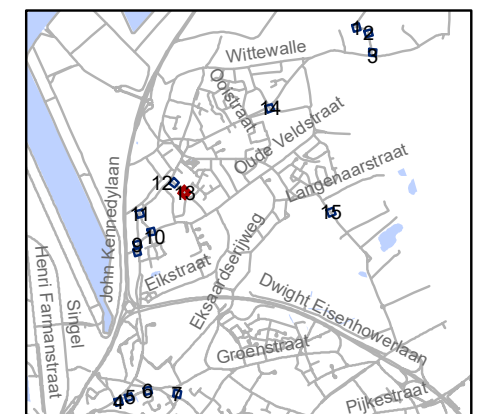 1
2
3
Wittewalle
Ooistraat
14
Oude Veldstraat
Langenaarstraat
12
13
11
15
John Kennedylaan
10
9
8
Eikstraat
Eksaardserijweg
Henri Farmanstraat
Singel
Dwight Eisenhowerlaan
Groenstraat
Pijkestraat
4
5
6
7